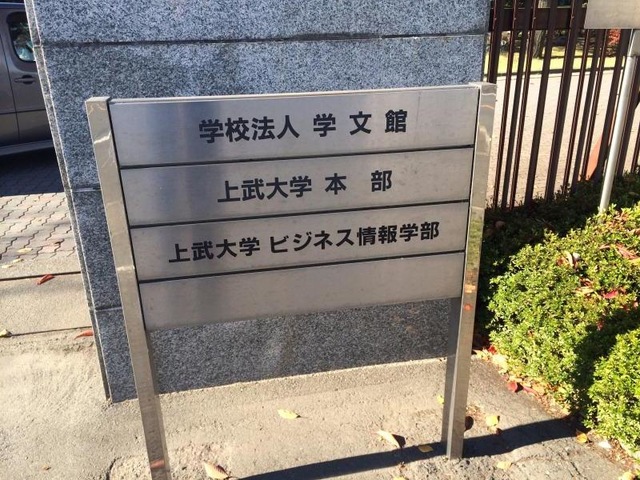 学校法人 学文館
上武大学 本部
上武大学 ビジネス情報学部